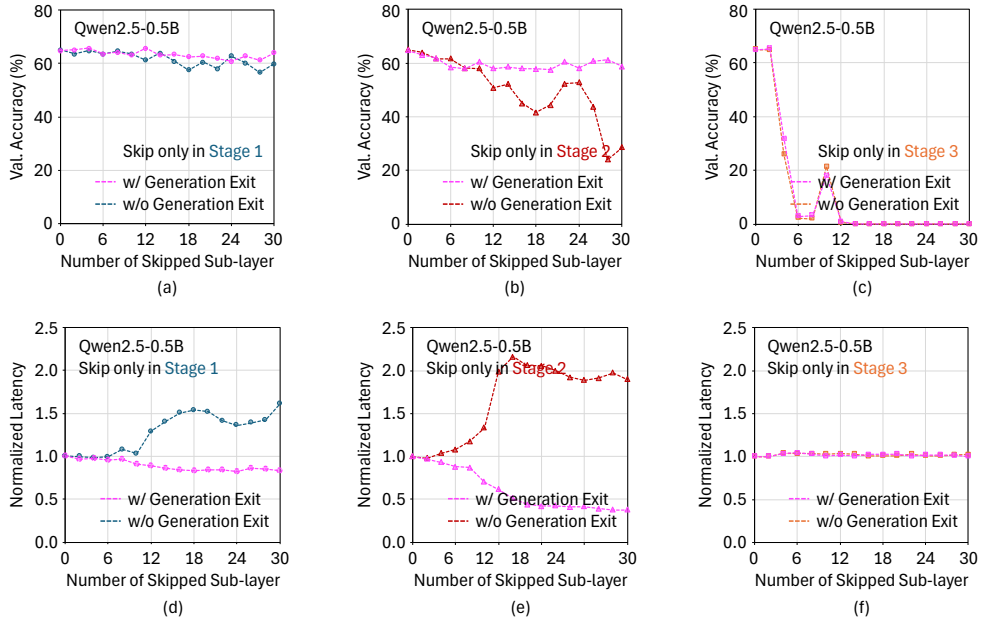 80
60
40
20
0
Val. Accuracy (%)
Qwen2.5-0.5B
Skip only in Stage 1
w/ Generation Exit
w/o Generation Exit
0 6 12 18 24 30
Number of Skipped Sub-layer
(a)
80
60
40
20
0
Val. Accuracy (%)
Qwen2.5-0.5B
Skip only in Stage 2
w/ Generation Exit
w/o Generation Exit
0 6 12 18 24 30
Number of Skipped Sub-layer
(b)
80
60
40
20
0
Val. Accuracy (%)
Qwen2.5-0.5B
Skip only in Stage 3
w/ Generation Exit
w/o Generation Exit
0 6 12 18 24 30
Number of Skipped Sub-layer
(c)
2.5
2.0
1.5
1.0
0.5
0.0
Normalized Latency
Qwen2.5-0.5B
Skip only in Stage 1
w/ Generation Exit
w/o Generation Exit
0 6 12 18 24 30
Number of Skipped Sub-layer
(d)
2.5
2.0
1.5
1.0
0.5
0.0
Normalized Latency
Qwen2.5-0.5B
Skip only in Stage 2
w/ Generation Exit
w/o Generation Exit
0 6 12 18 24 30
Number of Skipped Sub-layer
(e)
2.5
2.0
1.5
1.0
0.5
0.0
Normalized Latency
Qwen2.5-0.5B
Skip only in Stage 3
w/ Generation Exit
w/o Generation Exit
0 6 12 18 24 30
Number of Skipped Sub-layer
(f)